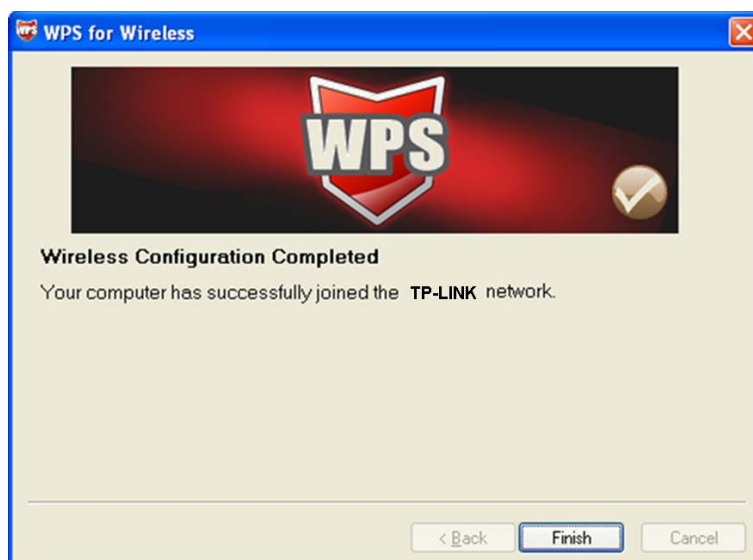 WPS for Wireless
WPS
Wireless Configuration Completed
Your computer has successfully joined the TP-LINK network.
< Back Finish Cancel